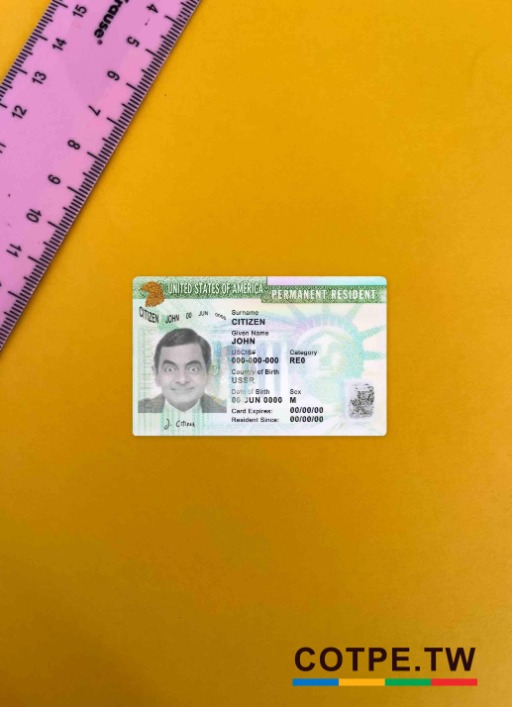 15
14
13
12
11
Krause
4
5
6
7
8
9
10
11
UNITED STATES OF AMERICA
PERMANENT RESIDENT
CITIZEN JOHN 00 JUN 0000
Surname
CITIZEN
Given Name
JOHN
USCIS# Category
000-000-000 RE0
Country of Birth
USSR
Date of Birth Sex
00 JUN 0000 M
Card Expires: 00/00/00
Resident Since: 00/00/00
J. Citizen
COTPE.TW